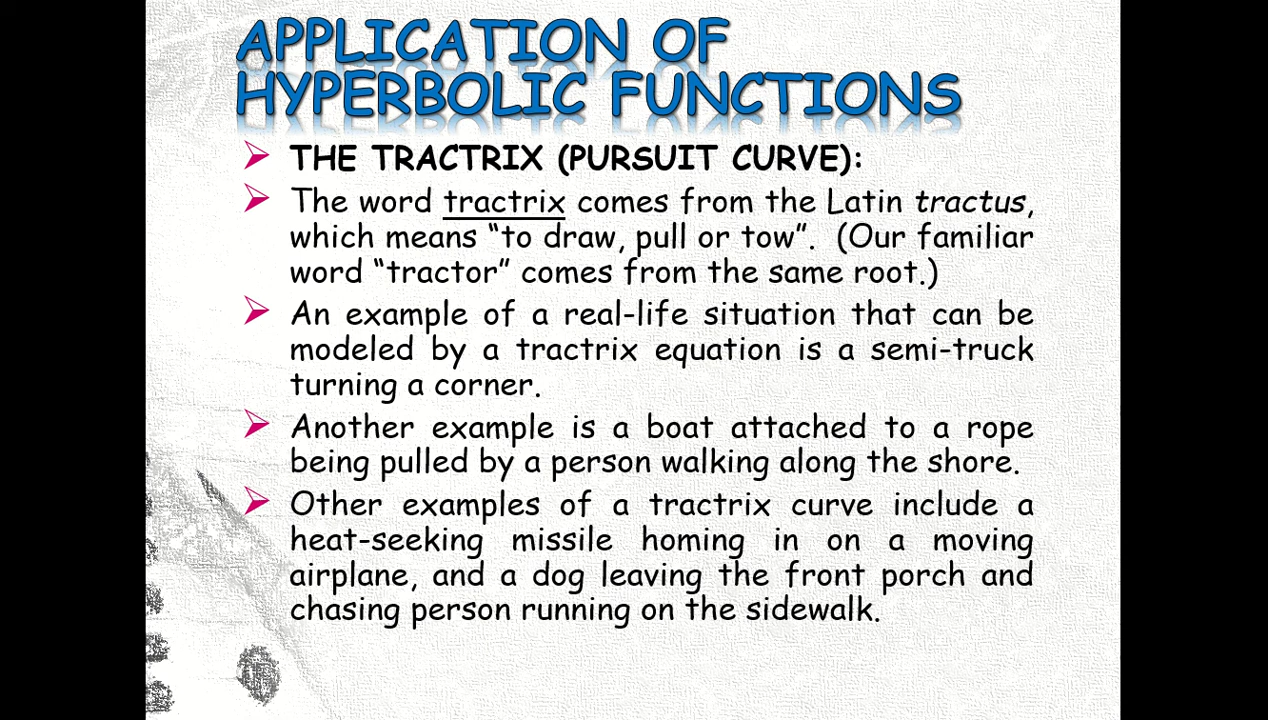 APPLICATION OF
HYPERBOLIC FUNCTIONS
THE TRACTRIX (PURSUIT CURVE):
The word tractrix comes from the Latin tractus,
which means “to draw, pull or tow”. (Our familiar
word “tractor” comes from the same root.)
An example of a real-life situation that can be
modeled by a tractrix equation is a semi-truck
turning a corner.
Another example is a boat attached to a rope
being pulled by a person walking along the shore.
Other examples of a tractrix curve include a
heat-seeking missile homing in on a moving
airplane, and a dog leaving the front porch and
chasing person running on the sidewalk.